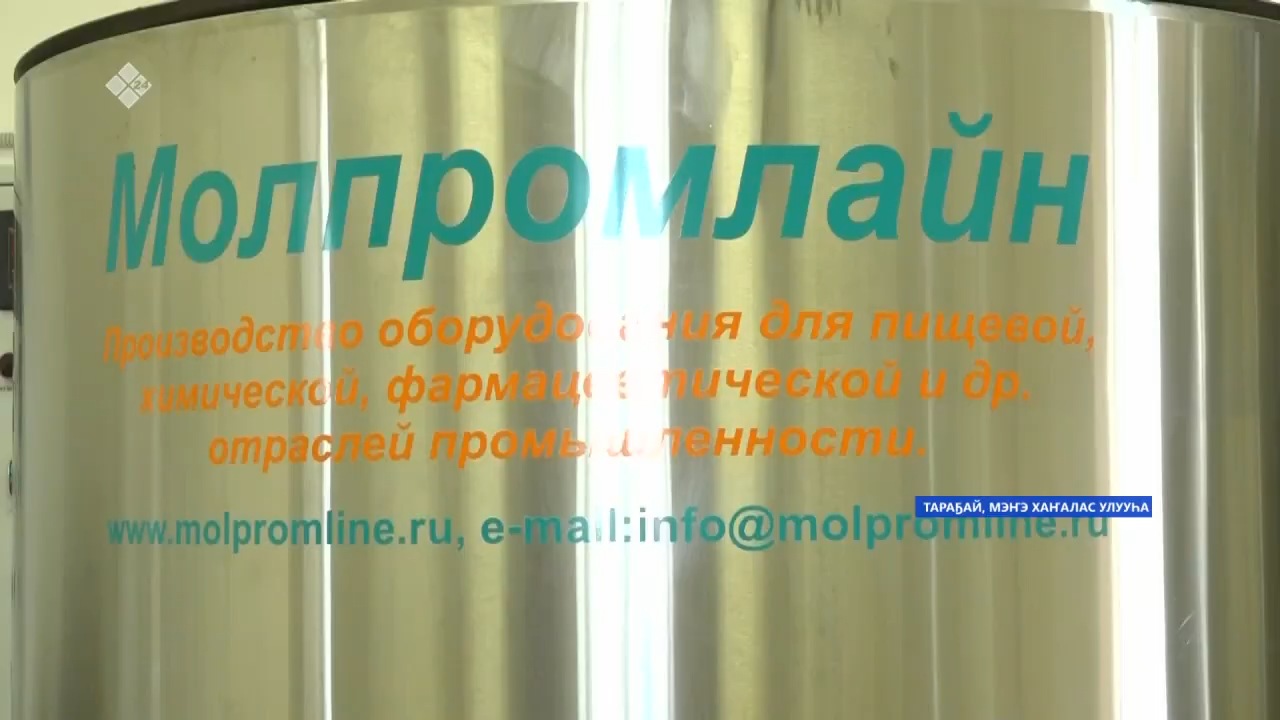 24
Молпромлайн
Производство оборудования для пищевой,
химической, фармацевтической и др.
отраслей промышленности.
ТАРАҔАЙ, МЭҤЭ ХАҤАЛАС УЛУУҺА
www.molpromline.ru, e-mail:info@molpromline.ru